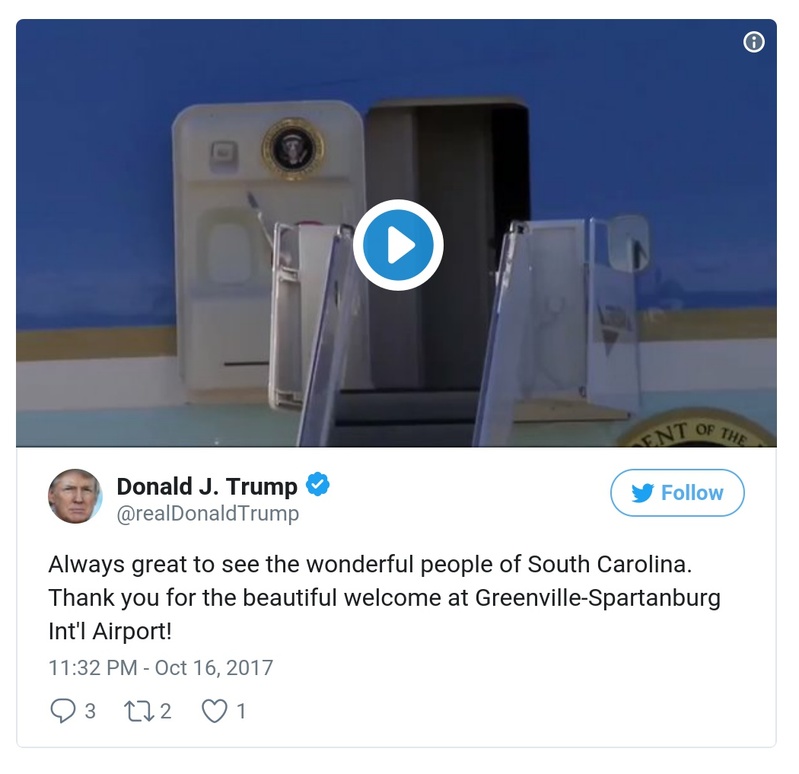 ENT OF THE
Donald J. Trump
@realDonaldTrump
Follow
Always great to see the wonderful people of South Carolina.
Thank you for the beautiful welcome at Greenville-Spartanburg
Int'l Airport!
11:32 PM - Oct 16, 2017
3 2 1